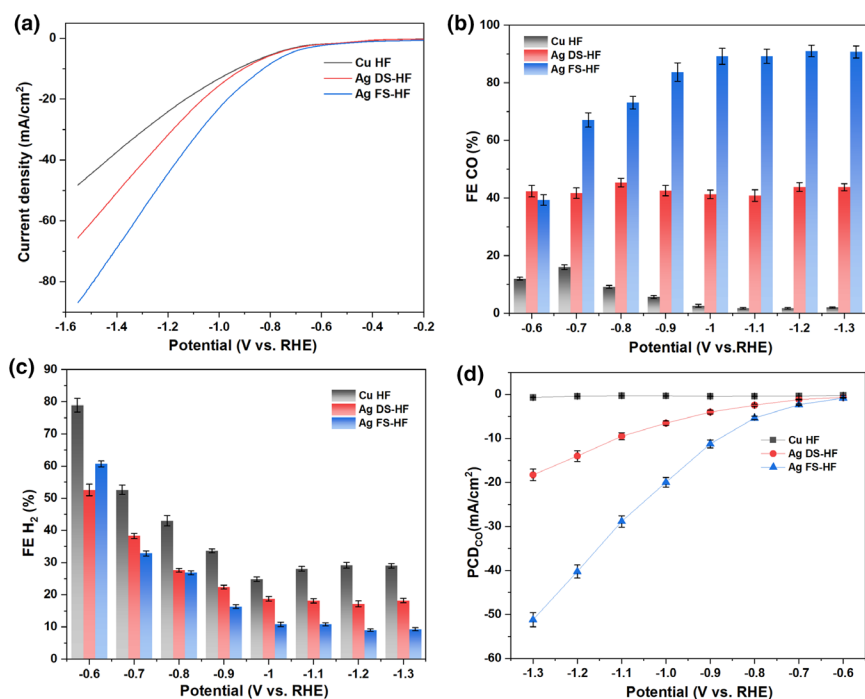 (a)
0
-20
-40
-60
-80
Current density (mA/cm²)
Cu HF
Ag DS-HF
Ag FS-HF
-1.6 -1.4 -1.2 -1.0 -0.8 -0.6 -0.4 -0.2
Potential (V vs. RHE)
(b)
100
80
60
40
20
0
FE CO (%)
Cu HF
Ag DS-HF
Ag FS-HF
-0.6 -0.7 -0.8 -0.9 -1 -1.1 -1.2 -1.3
Potential (V vs.RHE)
(c)
90
80
70
60
50
40
30
20
10
0
FE H₂ (%)
Cu HF
Ag DS-HF
Ag FS-HF
-0.6 -0.7 -0.8 -0.9 -1 -1.1 -1.2 -1.3
Potential (V vs. RHE)
(d)
0
-10
-20
-30
-40
-50
-60
PCD_CO(mA/cm²)
Cu HF
Ag DS-HF
Ag FS-HF
-1.3 -1.2 -1.1 -1.0 -0.9 -0.8 -0.7 -0.6
Potential (V vs. RHE)